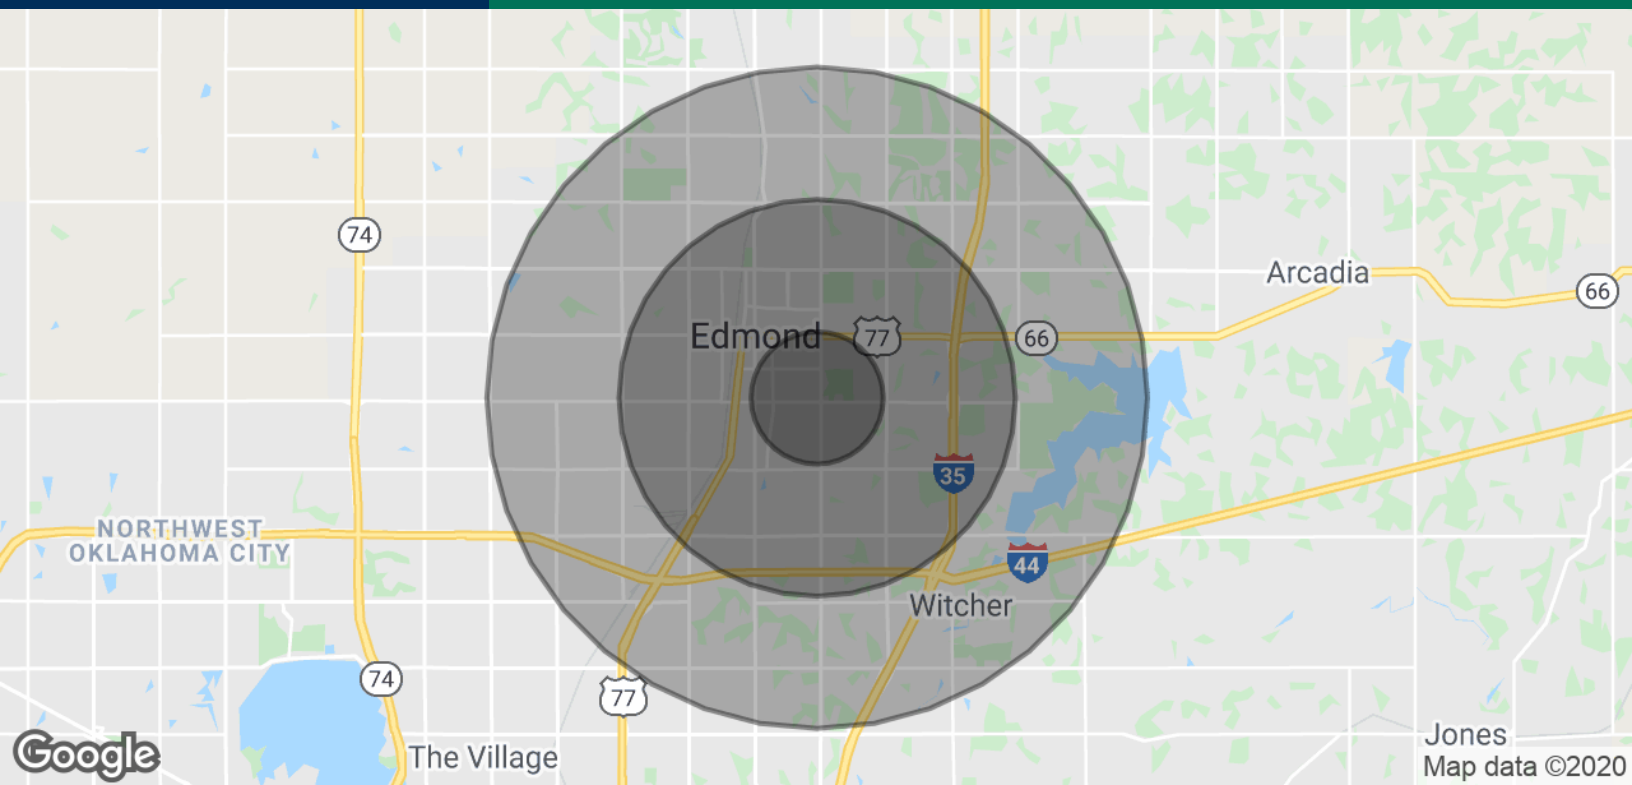 74
Arcadia
66
Edmond
77
66
35
NORTHWEST
OKLAHOMA CITY
44
Witcher
74
77
Jones
Google
The Village
Map data ©2020